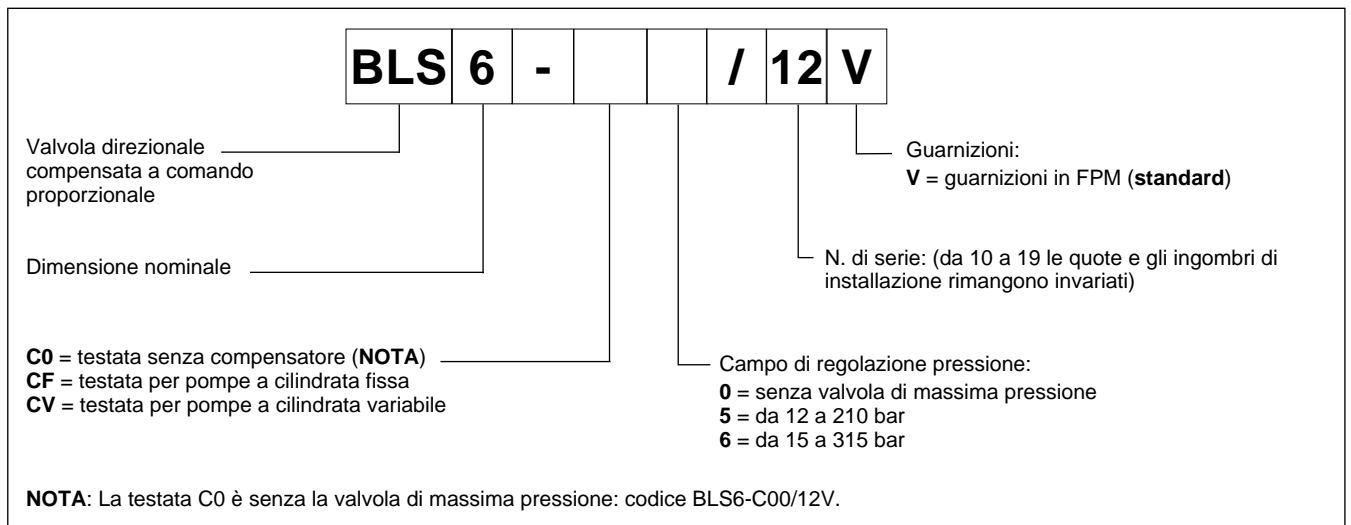 BLS 6 - / 12 V
Valvola direzionale
compensata a comando
proporzionale
Guarnizioni:
V = guarnizioni in FPM (standard)
Dimensione nominale
N. di serie: (da 10 a 19 le quote e gli ingombri di
installazione rimangono invariati)
C0 = testata senza compensatore (NOTA)
CF = testata per pompe a cilindrata fissa
CV = testata per pompe a cilindrata variabile
Campo di regolazione pressione:
0 = senza valvola di massima pressione
5 = da 12 a 210 bar
6 = da 15 a 315 bar
NOTA: La testata C0 è senza la valvola di massima pressione: codice BLS6-C00/12V.